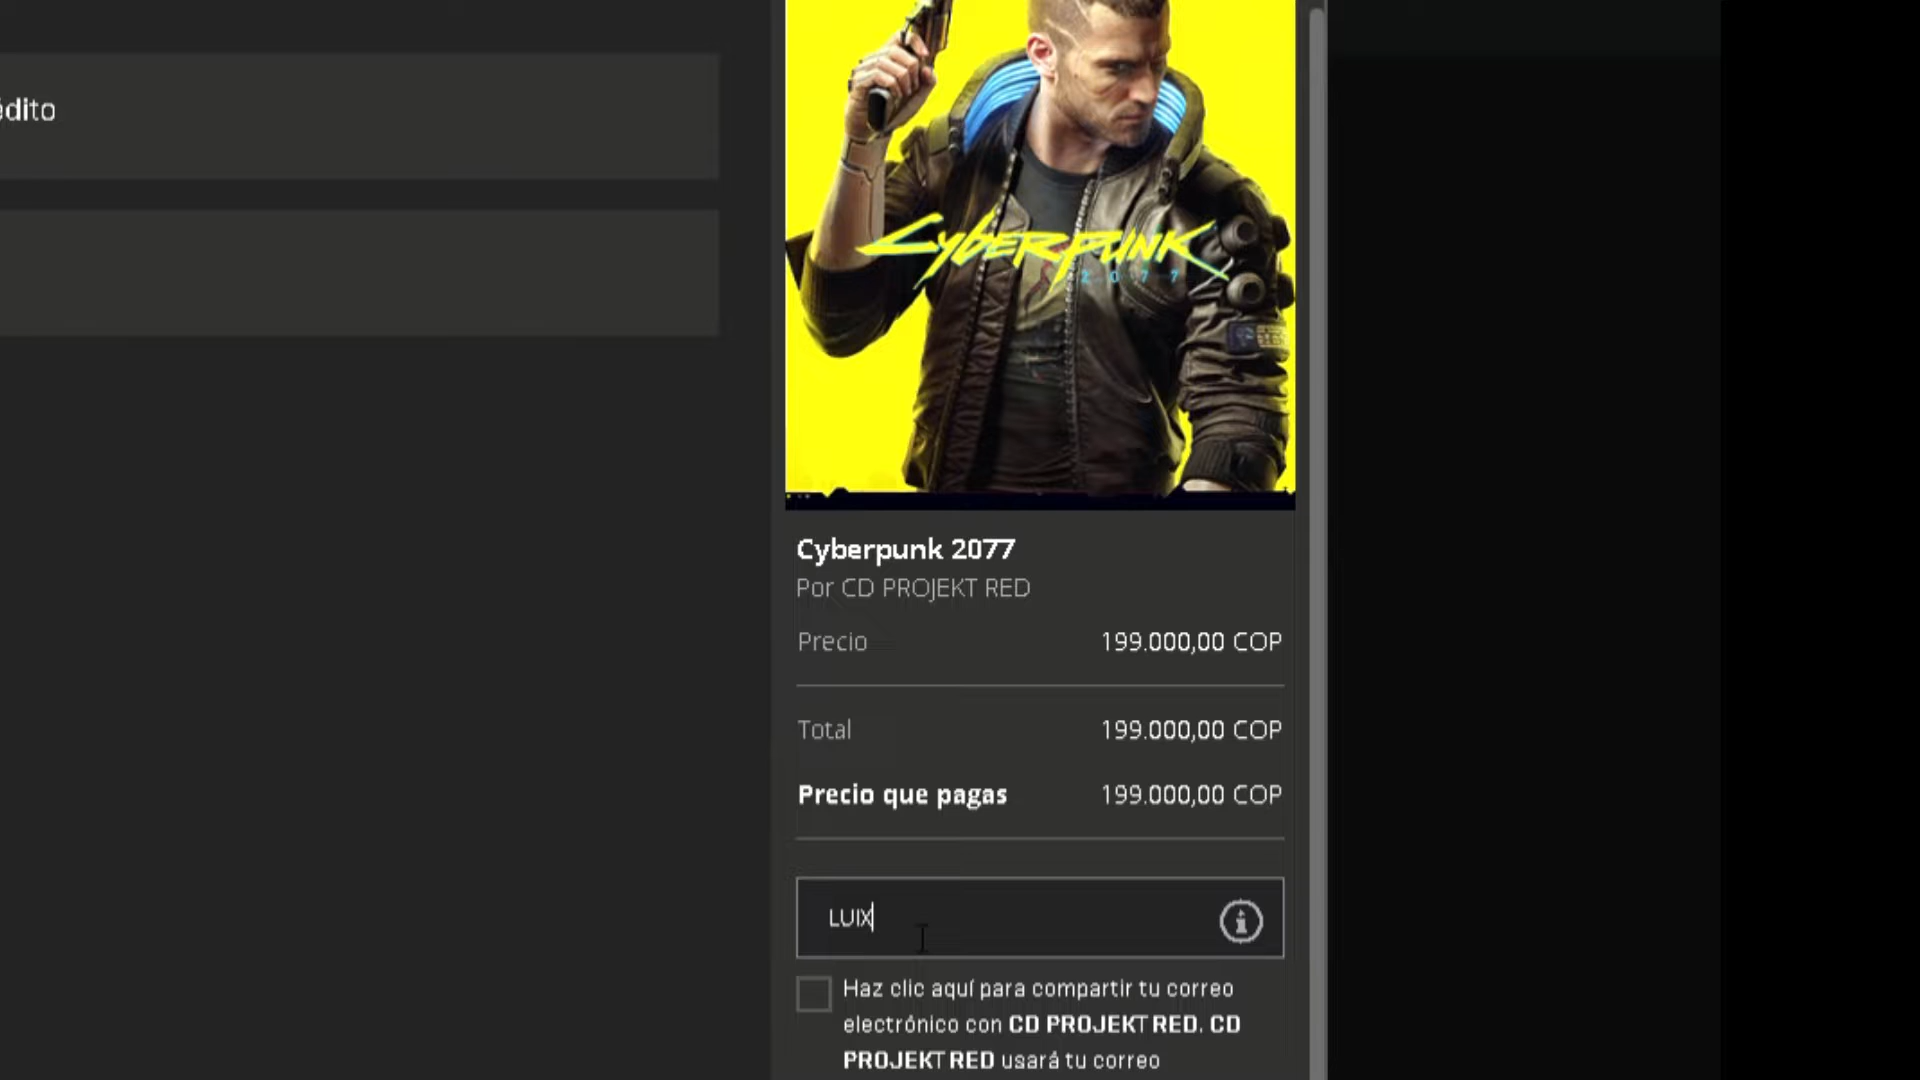 édito
CYBERPUNK
2077
Cyberpunk 2077
Por CD PROJEKT RED
Precio 199.000,00 COP
Total 199.000,00 COP
Precio que pagas 199.000,00 COP
LUIX
Haz clic aquí para compartir tu correo
electrónico con CD PROJEKT RED. CD
PROJEKT RED usará tu correo